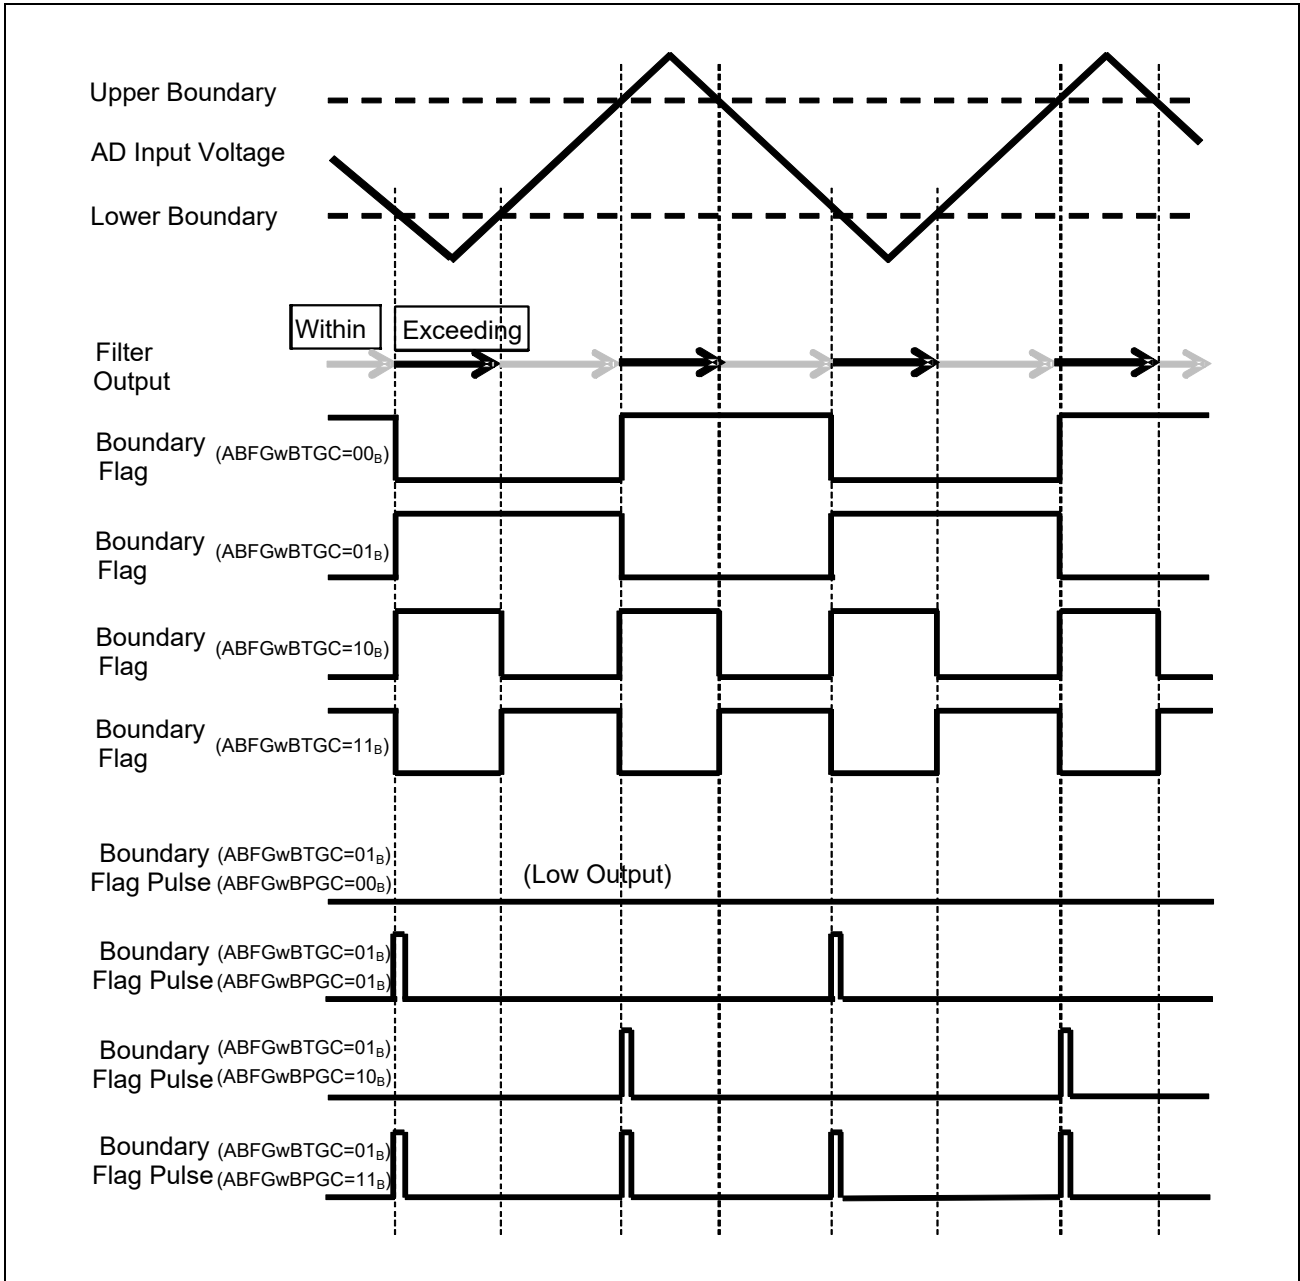 Upper Boundary
AD Input Voltage
Lower Boundary
Within
Exceeding
Filter
Output
Boundary
Flag
(ABFGwBTGC=00B)
Boundary
Flag
(ABFGwBTGC=01B)
Boundary
Flag
(ABFGwBTGC=10B)
Boundary
Flag
(ABFGwBTGC=11B)
Boundary (ABFGwBTGC=01B)
Flag Pulse (ABFGwBPGC=00B)
(Low Output)
Boundary (ABFGwBTGC=01B)
Flag Pulse (ABFGwBPGC=01B)
Boundary (ABFGwBTGC=01B)
Flag Pulse (ABFGwBPGC=10B)
Boundary (ABFGwBTGC=01B)
Flag Pulse (ABFGwBPGC=11B)